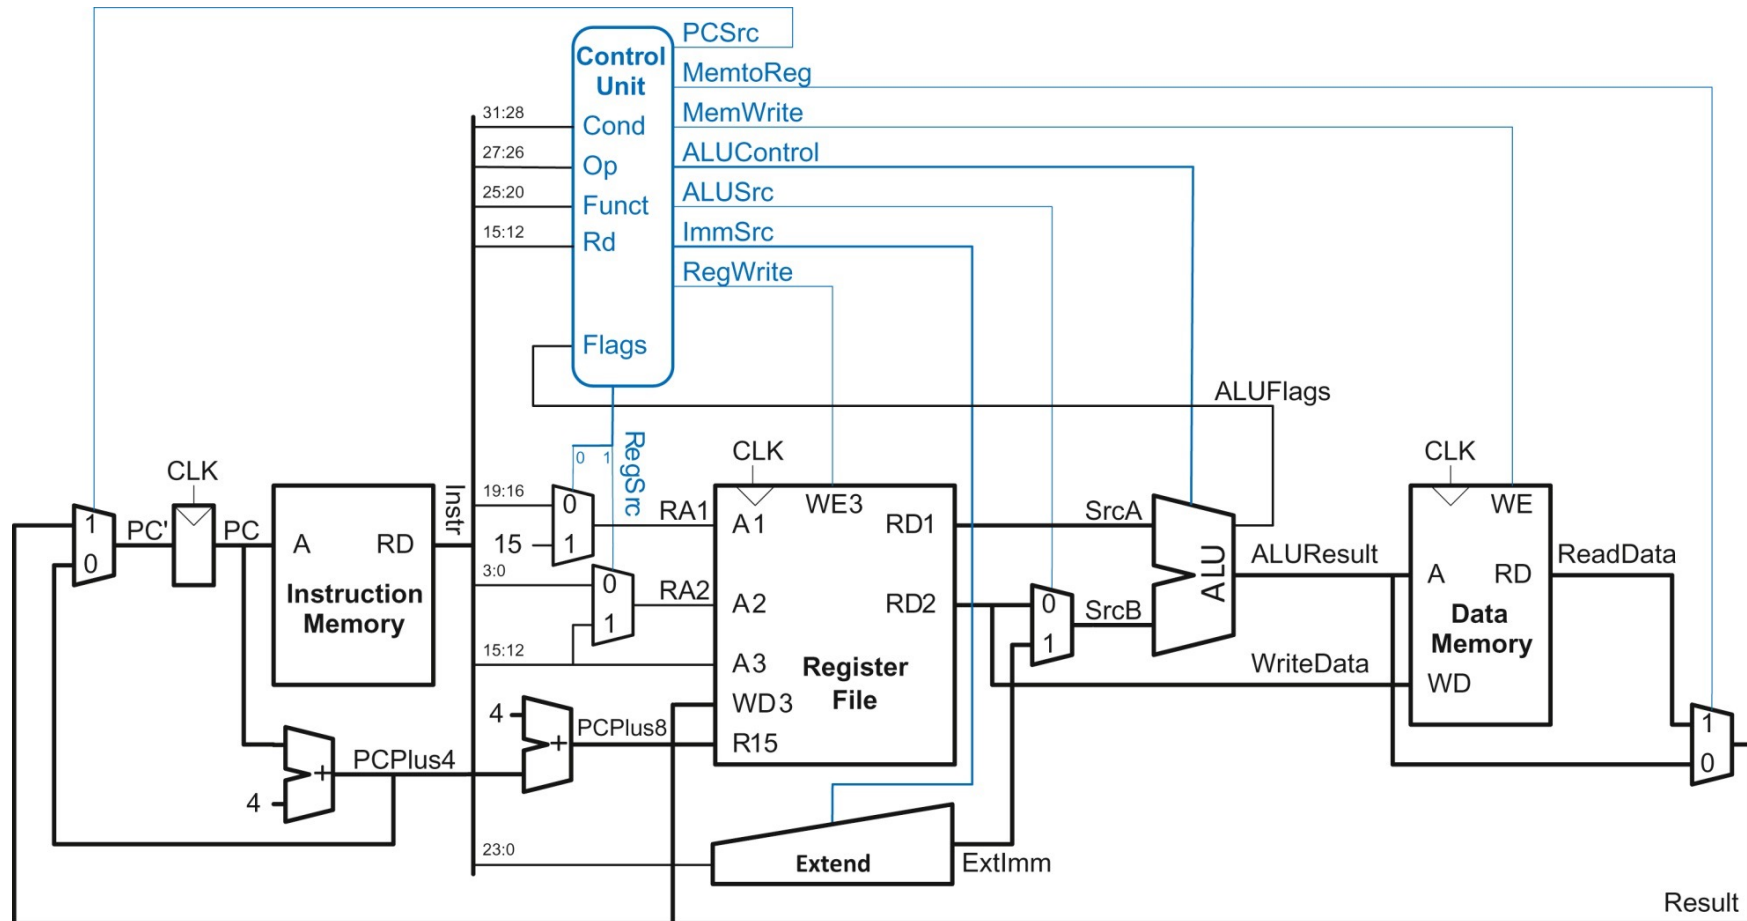 PCSrc
Control
Unit
MemtoReg
31:28
Cond
MemWrite
27:26
Op
ALUControl
25:20
Funct
ALUSrc
15:12
Rd
ImmSrc
RegWrite
Flags
ALUFlags
0 1
RegSrc
CLK
PC'
1
0
PC
A
RD
Instruction
Memory
Instr
19:16
0
15
1
RA1
3:0
0
1
RA2
15:12
CLK
WE3
A1
RD1
A2
RD2
A3
Register
File
WD3
R15
4
+
PCPlus8
4
+
PCPlus4
23:0
Extend
ExtImm
SrcA
0
1
SrcB
ALU
ALUResult
WriteData
CLK
WE
A
RD
Data
Memory
WD
ReadData
1
0
Result